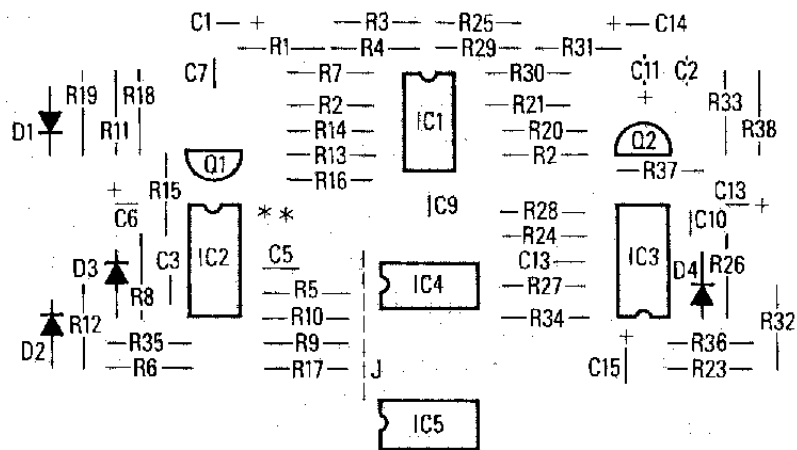 C1 + R3 R25 + C14
R1 R4 R29 R31
C7 R7 R30 C11 C2
R19 R18 R2 IC1 R21 + R33
D1 R11 R14 R20 Q2 R38
Q1 R13 R2
R15 R16 R37
+ C6 ** IC9 R28 C10 C13 +
IC2 R24 IC3
D3 C3 C5 IC4 C13 D4 R26
R8 R5 R27
R12 R10 R34 R32
D2 R35 R9 + R36
R6 R17 J C15 R23
IC5